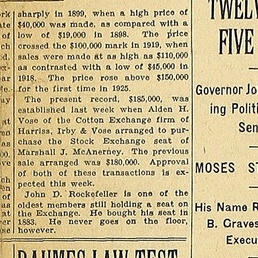 sharply in 1899, when a high price of
$40,000 was made, as compared with a
low of $19,000 in 1898. The price
crossed the $100,000 mark in 1919, when
sales were made at as high as $110,000
as contrasted with a low of $45,000 in
1918. The price rose above $150,000
for the first time in 1925.
The present record, $185,000, was
established last week when Alden H.
Vose of the Cotton Exchange firm of
Harriss, Irby & Vose arranged to pur-
chase the Stock Exchange seat of
Marshall J. McAnerney. The previous
sale arranged was $180,000. Approval
of both of these transactions is ex-
pected this week.
John D. Rockefeller is one of the
oldest members still holding a seat on
the Exchange. He bought his seat in
1883. He never goes on the floor,
however.
BAUMES LAW TEST
TWELV
FIVE
Governor Jo
ing Politi
Sen
MOSES ST
His Name R
B. Graves
Execu